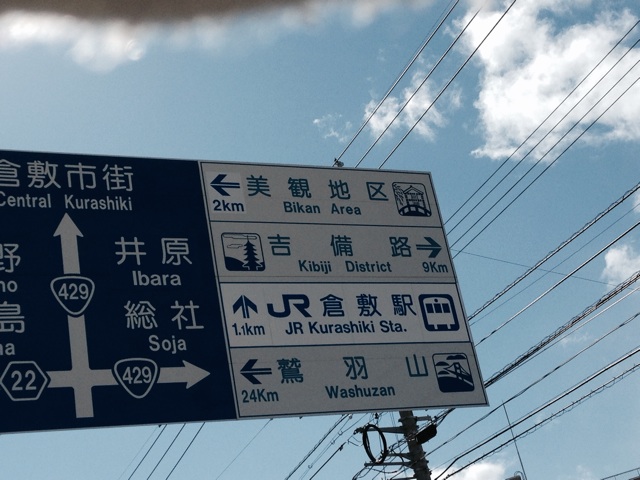 倉敷市街
Central Kurashiki
井原
Ibara
野
島
総社
Soja
429
22
429
美観地区
2km
Bikan Area
吉備路
Kibiji District
9Km
JR倉敷駅
1.1km
JR Kurashiki Sta.
鷲羽山
24Km
Washuzan